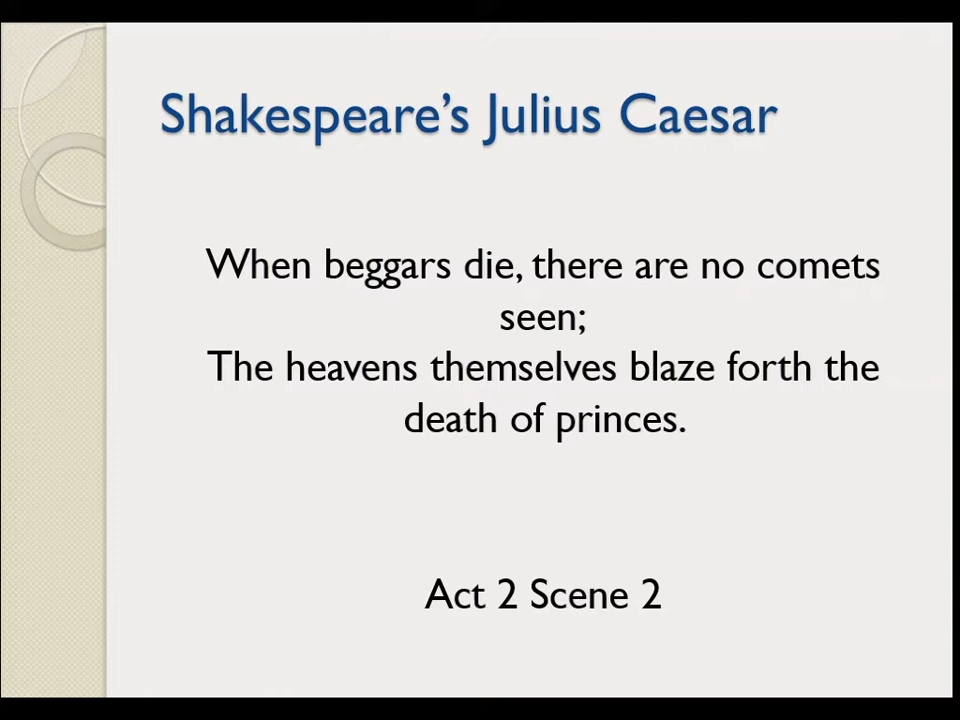 Shakespeare’s Julius Caesar
When beggars die, there are no comets
seen;
The heavens themselves blaze forth the
death of princes.
Act 2 Scene 2